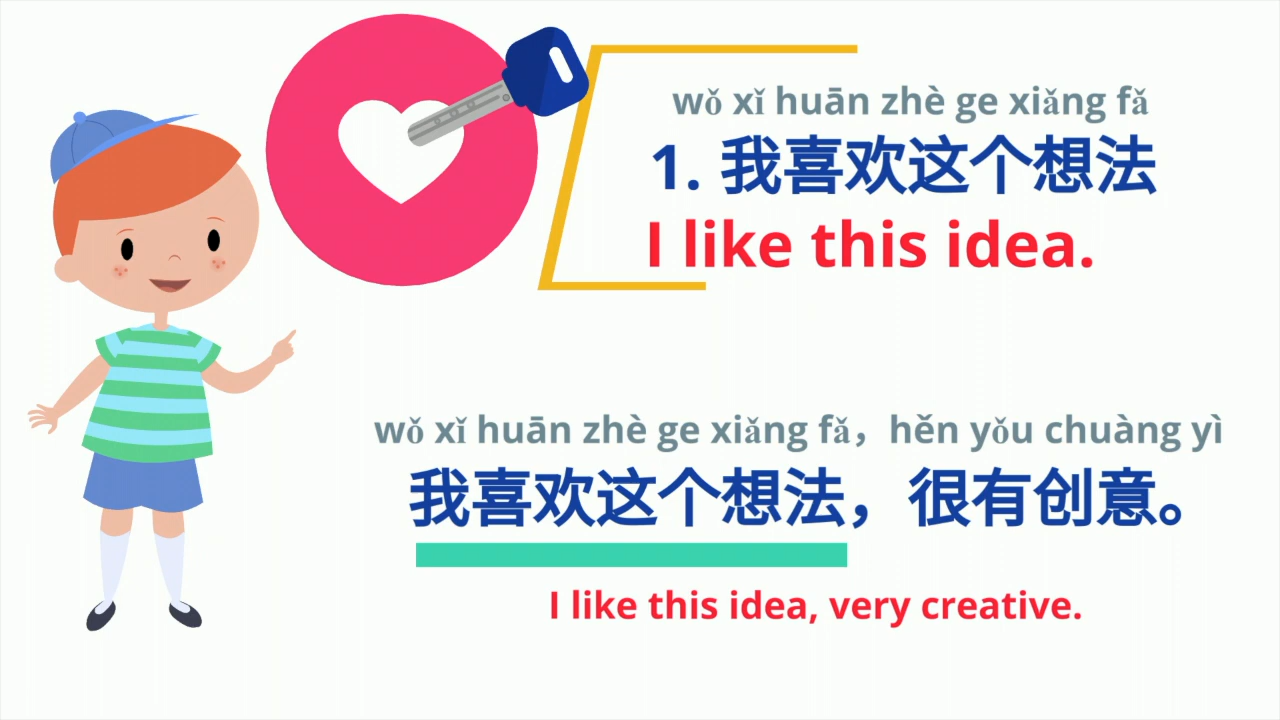 wǒ xǐ huān zhè ge xiǎng fǎ
1. 我喜欢这个想法
I like this idea.
wǒ xǐ huān zhè ge xiǎng fǎ，hěn yǒu chuàng yì
我喜欢这个想法，很有创意。
I like this idea, very creative.